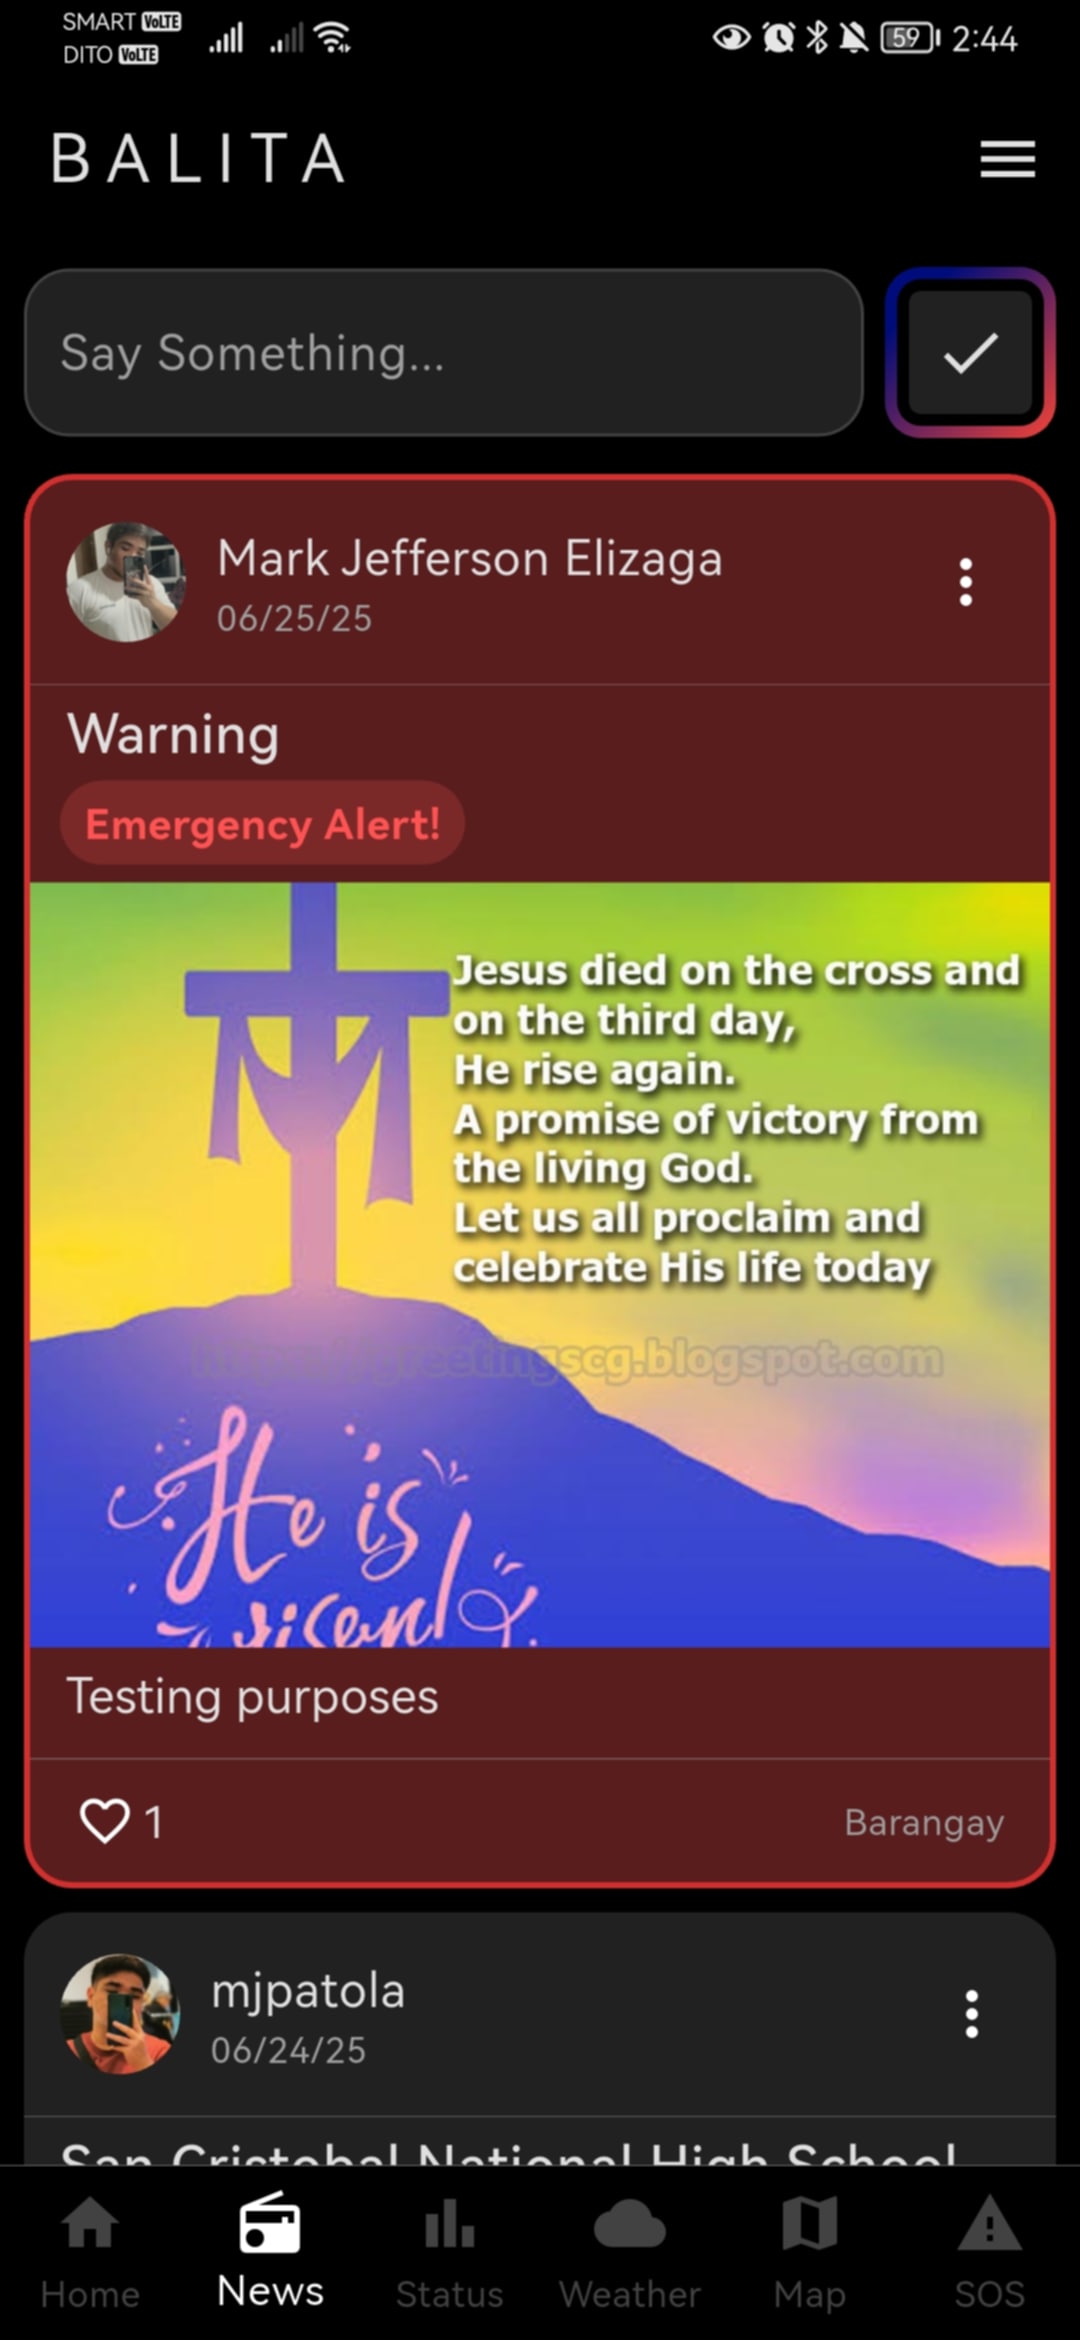 SMART VoLTE
DITO VoLTE
59 2:44
BALITA
Say Something...
Mark Jefferson Elizaga
06/25/25
Warning
Emergency Alert!
Jesus died on the cross and
on the third day,
He rise again.
A promise of victory from
the living God.
Let us all proclaim and
celebrate His life today
greetingscg.blogspot.com
He is
risen!
Testing purposes
1
Barangay
mjpatola
06/24/25
San Cristobal National High School
Home
News
Status
Weather
Map
SOS